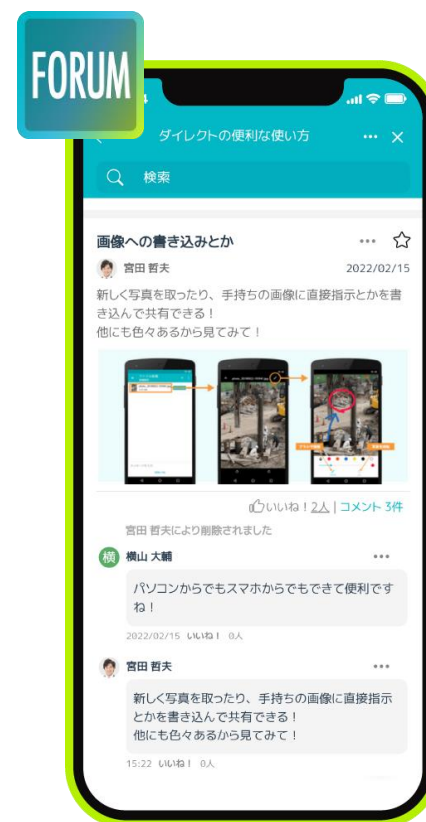 FORUM
ダイレクトの便利な使い方
検索
画像への書き込みとか
宮田 哲夫
2022/02/15
新しく写真を取ったり、手持ちの画像に直接指示とかを書
き込んで共有できる！
他にも色々あるから見てみて！
いいね！2人 | コメント 3件
宮田 哲夫により削除されました
横
横山 大輔
パソコンからでもスマホからでもできて便利です
ね！
2022/02/15 いいね！ 0人
宮田 哲夫
新しく写真を取ったり、手持ちの画像に直接指示
とかを書き込んで共有できる！
他にも色々あるから見てみて！
15:22 いいね！ 0人